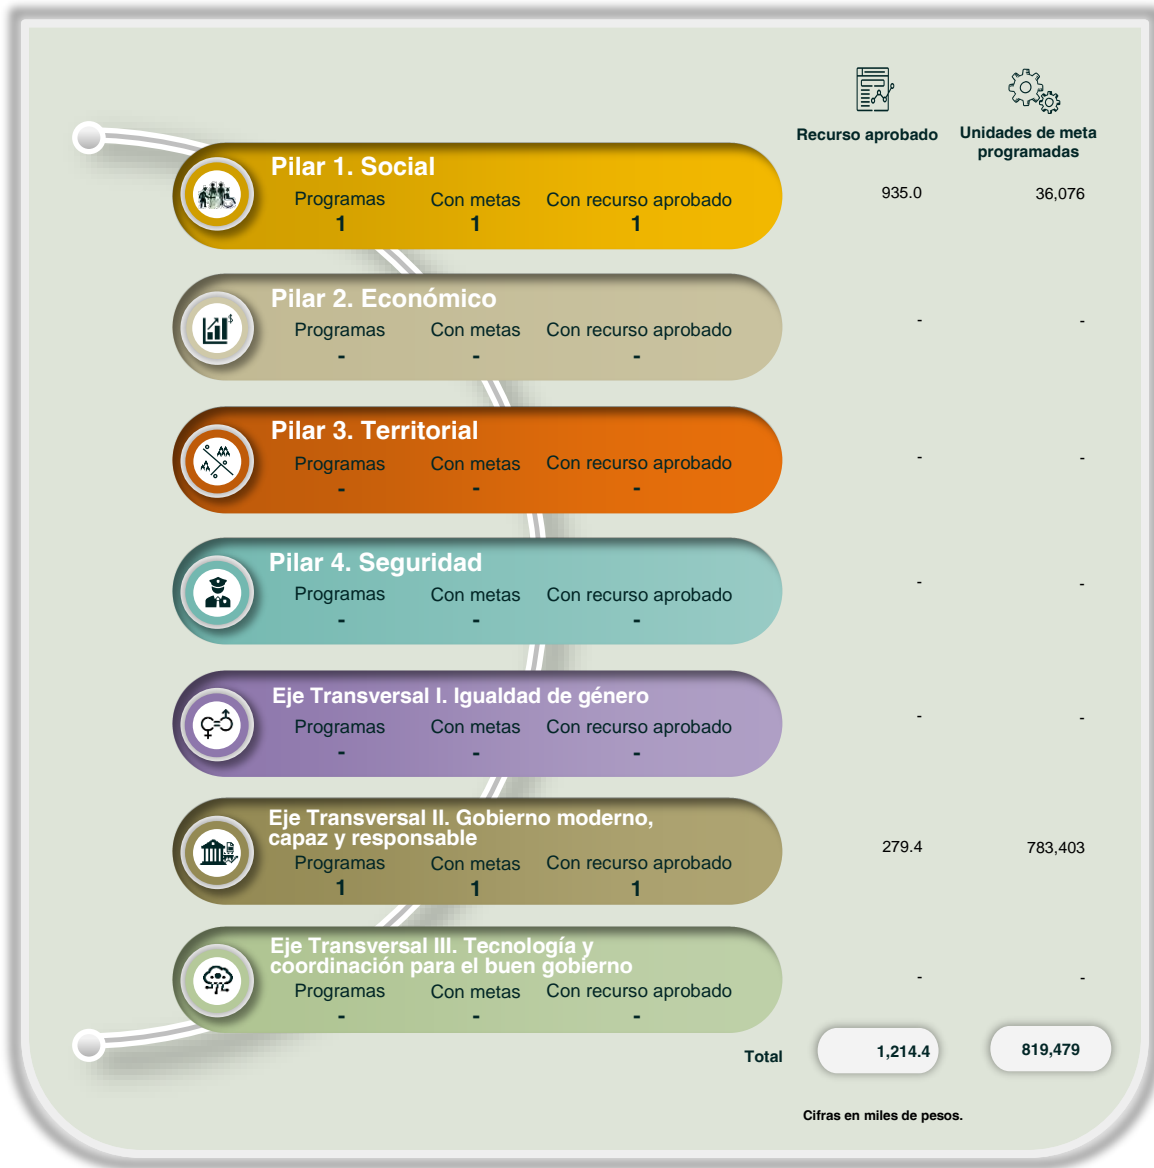 Recurso aprobado
Unidades de meta
programadas
Pilar 1. Social
Programas Con metas Con recurso aprobado
1 1 1
935.0 36,076
Pilar 2. Económico
Programas Con metas Con recurso aprobado
- - -
- -
Pilar 3. Territorial
Programas Con metas Con recurso aprobado
- - -
- -
Pilar 4. Seguridad
Programas Con metas Con recurso aprobado
- - -
- -
Eje Transversal I. Igualdad de género
Programas Con metas Con recurso aprobado
- - -
- -
Eje Transversal II. Gobierno moderno,
capaz y responsable
Programas Con metas Con recurso aprobado
1 1 1
279.4 783,403
Eje Transversal III. Tecnología y
coordinación para el buen gobierno
Programas Con metas Con recurso aprobado
- - -
- -
Total 1,214.4 819,479
Cifras en miles de pesos.